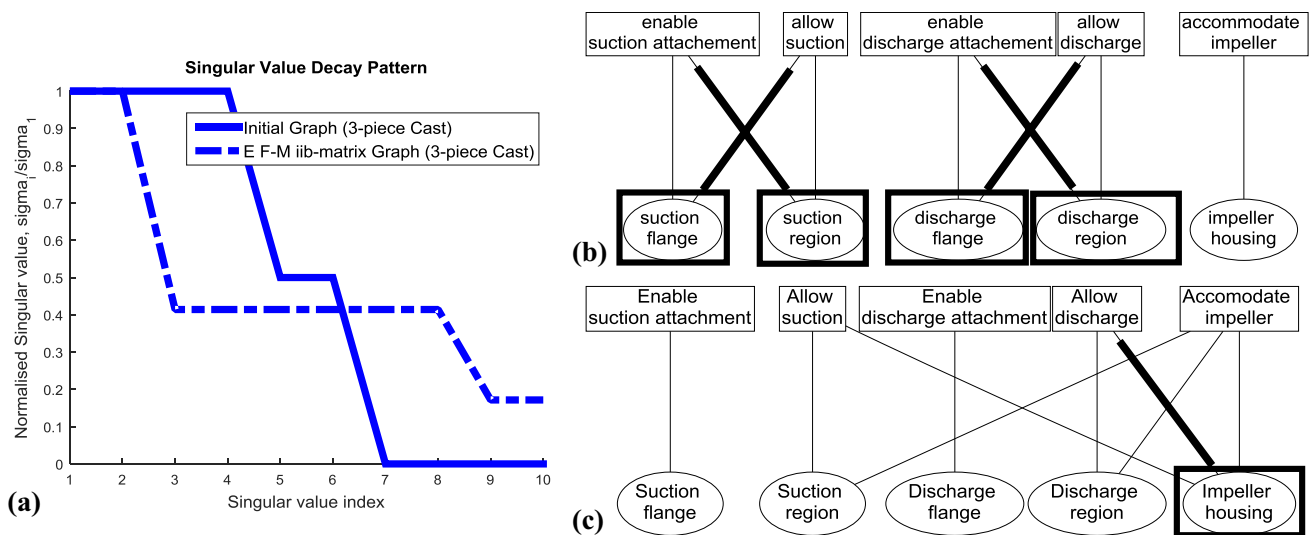 Singular Value Decay Pattern
1
0.9
0.8
0.7
0.6
0.5
0.4
0.3
0.2
0.1
0
Normalised Singular value, sigma_i/sigma_1
Initial Graph (3-piece Cast)
E F-M iib-matrix Graph (3-piece Cast)
1 2 3 4 5 6 7 8 9 10
Singular value index
(a)
enable
suction attachement
allow
suction
enable
discharge attachement
allow
discharge
accommodate
impeller
suction
flange
suction
region
discharge
flange
discharge
region
impeller
housing
(b)
Enable
suction attachment
Allow
suction
Enable
discharge attachment
Allow
discharge
Accomodate
impeller
Suction
flange
Suction
region
Discharge
flange
Discharge
region
Impeller
housing
(c)